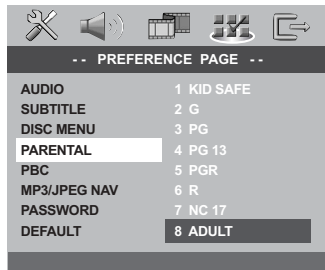 -- PREFERENCE PAGE --
AUDIO 1 KID SAFE
SUBTITLE 2 G
DISC MENU 3 PG
PARENTAL 4 PG 13
PBC 5 PGR
MP3/JPEG NAV 6 R
PASSWORD 7 NC 17
DEFAULT 8 ADULT